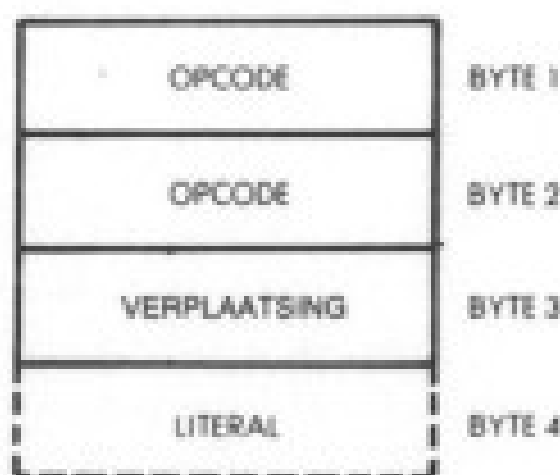 OPCODE BYTE 1
OPCODE BYTE 2
VERPLAATSING BYTE 3
LITERAL BYTE 4